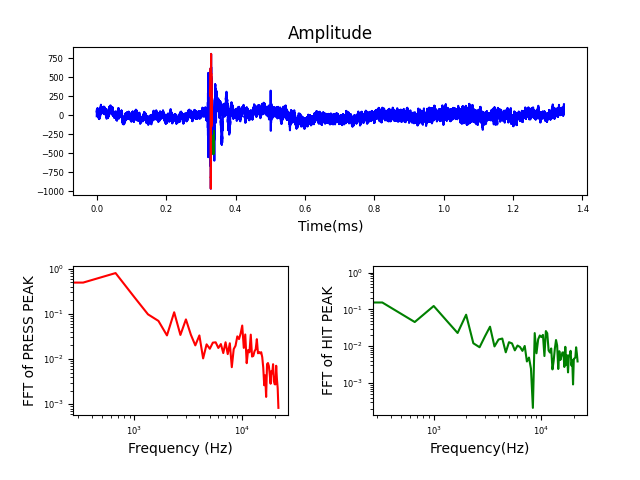 Amplitude
750
500
250
0
−250
−500
−750
−1000
0.0 0.2 0.4 0.6 0.8 1.0 1.2 1.4
Time(ms)
FFT of PRESS PEAK
10⁰
10⁻¹
10⁻²
10⁻³
10³ 10⁴
Frequency (Hz)
FFT of HIT PEAK
10⁰
10⁻¹
10⁻²
10⁻³
10³ 10⁴
Frequency(Hz)